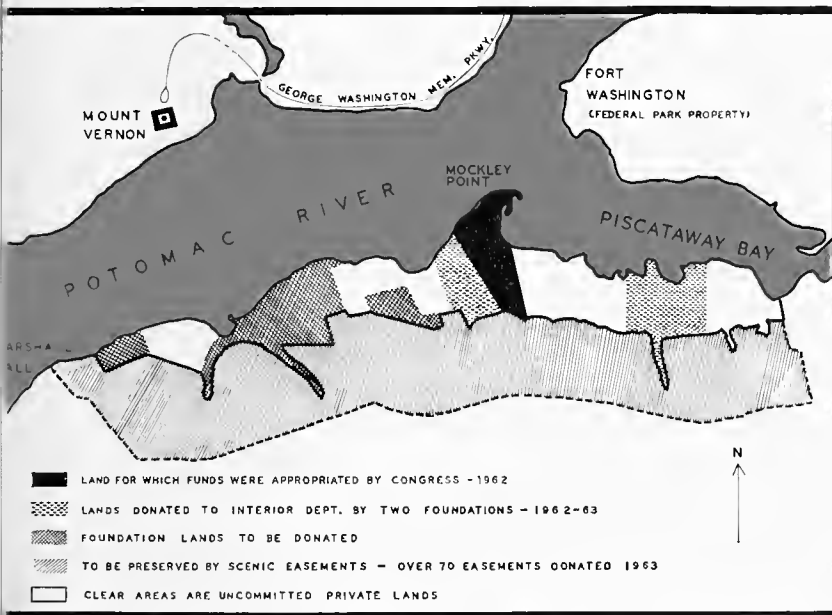 GEORGE WASHINGTON MEM. PKWY.
FORT
WASHINGTON
(FEDERAL PARK PROPERTY)
MOUNT
VERNON
MOCKLEY
POINT
POTOMAC RIVER
PISCATAWAY BAY
N
LAND FOR WHICH FUNDS WERE APPROPRIATED BY CONGRESS - 1962
LANDS DONATED TO INTERIOR DEPT. BY TWO FOUNDATIONS - 1962-63
FOUNDATION LANDS TO BE DONATED
TO BE PRESERVED BY SCENIC EASEMENTS - OVER 70 EASEMENTS DONATED 1963
CLEAR AREAS ARE UNCOMMITTED PRIVATE LANDS